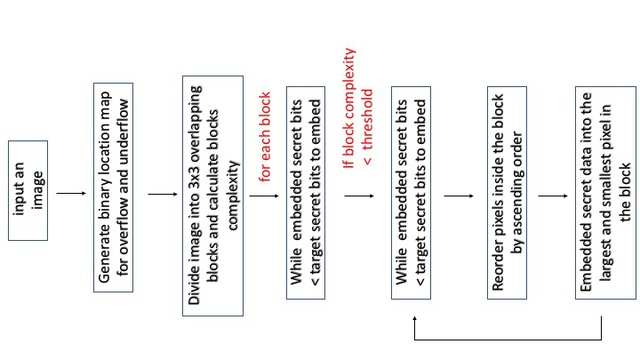 input an
image
Generate binary location map
for overflow and underflow
Divide image into 3x3 overlapping
blocks and calculate blocks
complexity
for each block
While embedded secret bits
< target secret bits to embed
If block complexity
< threshold
While embedded secret bits
< target secret bits to embed
Reorder pixels inside the block
by ascending order
Embedded secret data into the
largest and smallest pixel in
the block